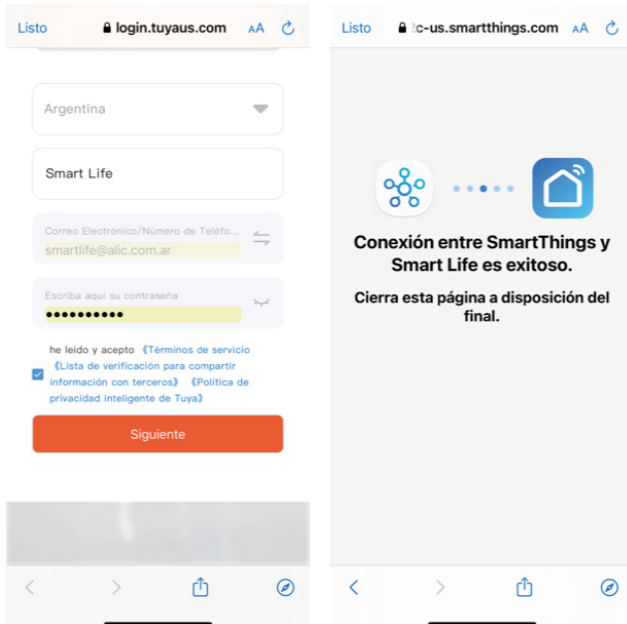 Listo
login.tuyaus.com
AA
Argentina
Smart Life
Correo Electrónico/Número de Teléfo...
smartlife@alic.com.ar
Escriba aquí su contraseña
••••••••••
he leído y acepto 《Términos de servicio
《Lista de verificación para compartir
información con terceros》 《Política de
privacidad inteligente de Tuya》
Siguiente
Listo
c-us.smartthings.com
AA
Conexión entre SmartThings y
Smart Life es exitoso.
Cierra esta página a disposición del
final.